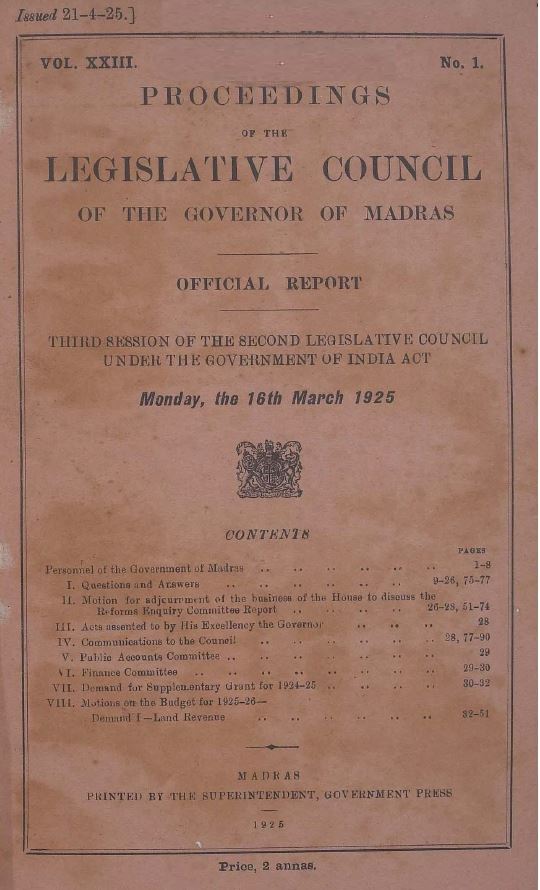 Issued 21-4-25.]
VOL. XXIII. No. 1.
PROCEEDINGS
OF THE
LEGISLATIVE COUNCIL
OF THE GOVERNOR OF MADRAS
OFFICIAL REPORT
THIRD SESSION OF THE SECOND LEGISLATIVE COUNCIL
UNDER THE GOVERNMENT OF INDIA ACT
Monday, the 16th March 1925
CONTENTS
PAGES
Personnel of the Government of Madras .. .. .. .. .. 1-8
I. Questions and Answers .. .. .. .. .. 9-26, 75-77
II. Motion for adjournment of the business of the House to discuss the
Reforms Enquiry Committee Report .. .. .. .. 26-28, 51-74
III. Acts assented to by His Excellency the Governor .. .. .. 28
IV. Communications to the Council .. .. .. .. .. 28, 77-90
V. Public Accounts Committee .. .. .. .. .. .. 29
VI. Finance Committee .. .. .. .. .. .. .. 29-30
VII. Demand for Supplementary Grant for 1924-25 .. .. .. .. 30-32
VIII. Motions on the Budget for 1925-26—
Demand I—Land Revenue .. .. .. .. .. 32-51
MADRAS
PRINTED BY THE SUPERINTENDENT, GOVERNMENT PRESS
1925
Price, 2 annas.